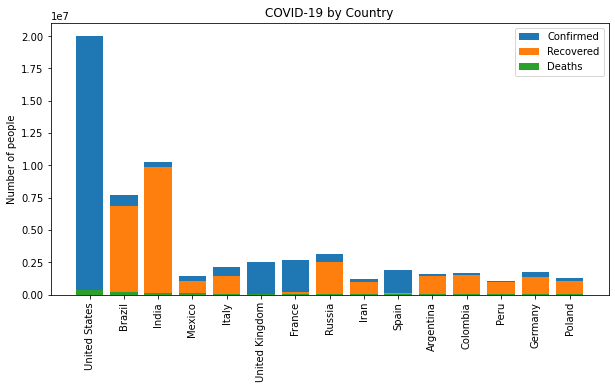 COVID-19 by Country
1e7
Confirmed
Recovered
Deaths
Number of people
2.00
1.75
1.50
1.25
1.00
0.75
0.50
0.25
0.00
United States
Brazil
India
Mexico
Italy
United Kingdom
France
Russia
Iran
Spain
Argentina
Colombia
Peru
Germany
Poland